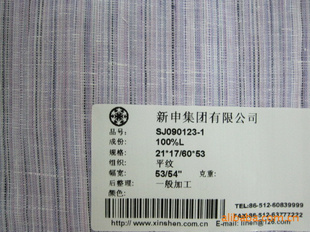 新申集团有限公司
品号: SJ090123-1
成份: 100%L
规格: 21*17/60*53
组织: 平纹
幅宽: 53/54" 克重:
后整理: 一般加工
颜色:
TEL:86-512-60839999
FAX:86-512-63777222
www.xinshen.com.cn E-mail: linen@